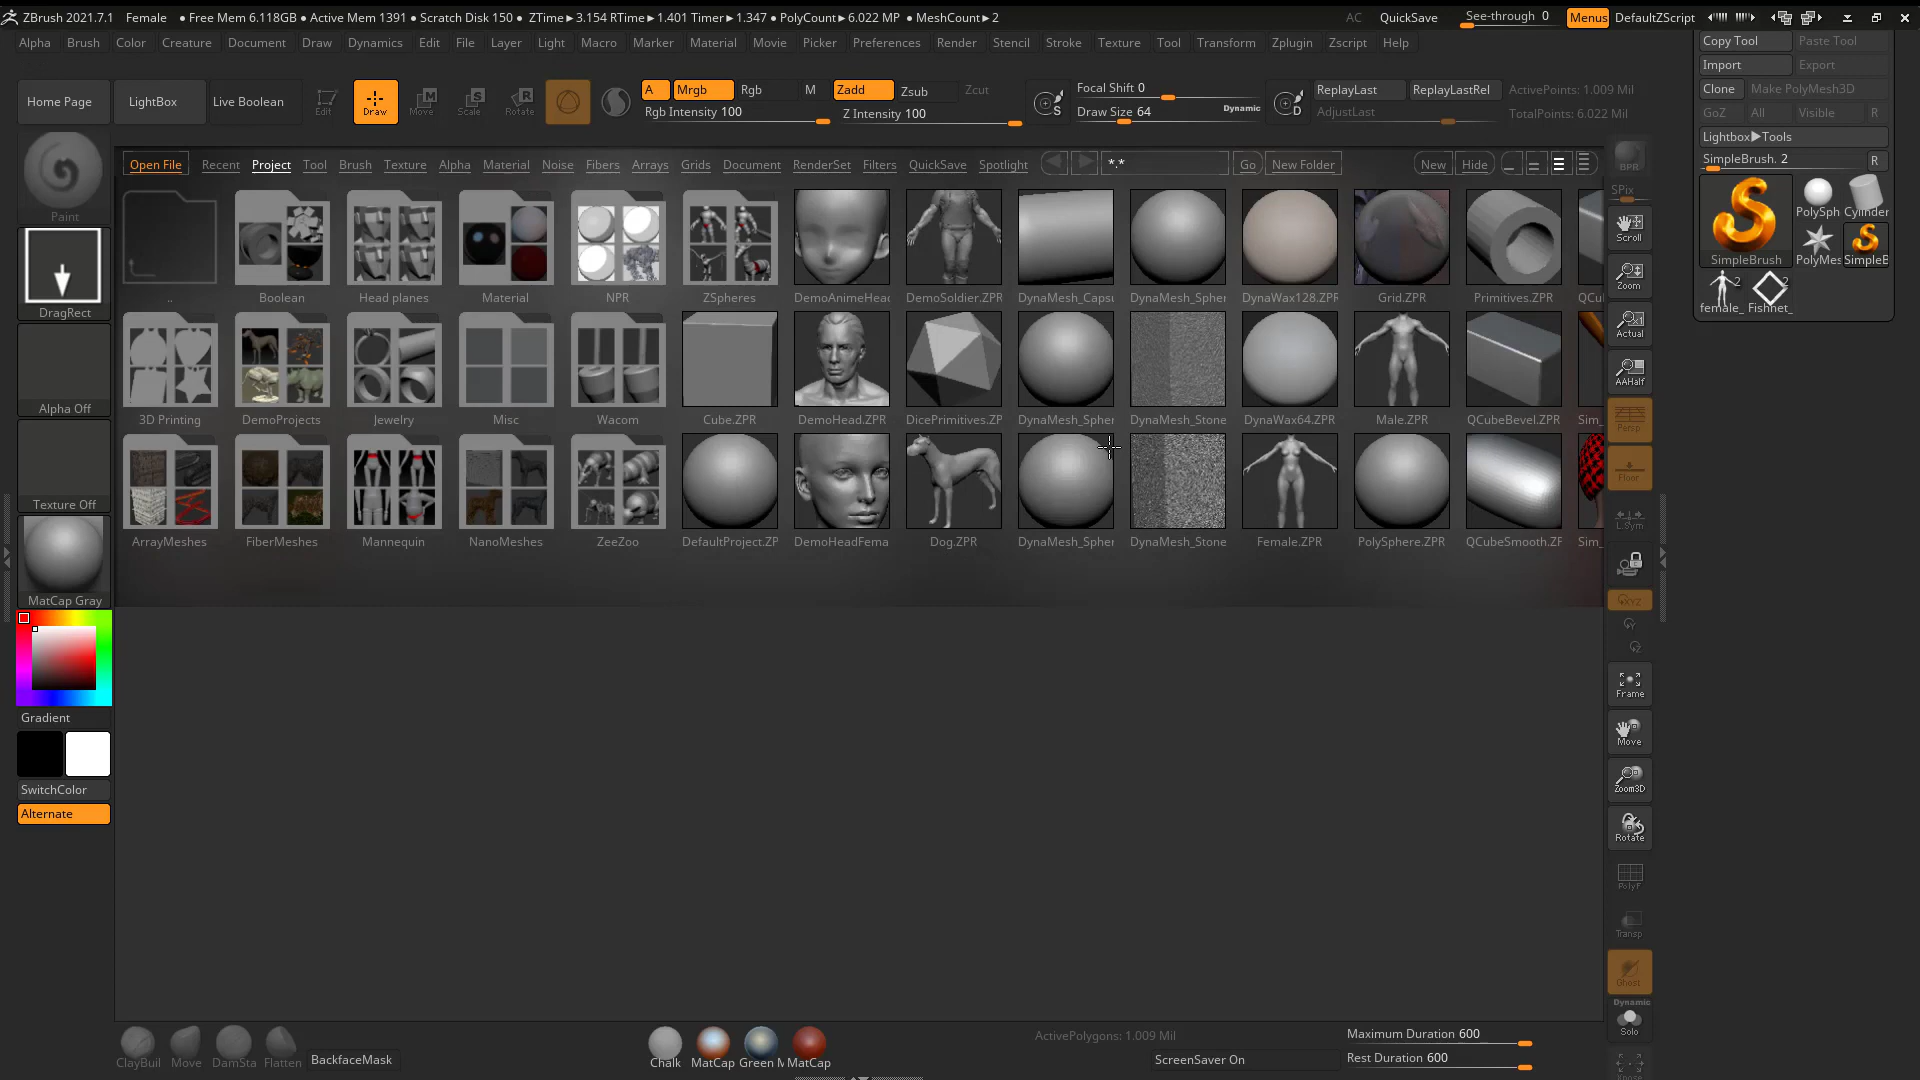 ZBrush 2021.7.1 Female ● Free Mem 6.118GB ● Active Mem 1391 ● Scratch Disk 150 ● ZTime►3.154 RTime►1.401 Timer►1.347 ● PolyCount►6.022 MP ● MeshCount►2 AC QuickSave See-through 0 Menus DefaultZScript
Alpha Brush Color Creature Document Draw Dynamics Edit File Layer Light Macro Marker Material Movie Picker Preferences Render Stencil Stroke Texture Tool Transform Zplugin Zscript Help
Copy Tool Paste Tool
Import Export
Clone Make PolyMesh3D
GoZ All Visible R
Lightbox►Tools
SimpleBrush. 2 R
SimpleBrush PolySph Cylinder
PolyMes SimpleB
2 2
female_ Fishnet_
Home Page LightBox Live Boolean Edit Draw Move Scale Rotate
A Mrgb Rgb M Zadd Zsub Zcut
Rgb Intensity 100 Z Intensity 100
Focal Shift 0
Draw Size 64 Dynamic
ReplayLast ReplayLastRel ActivePoints: 1.009 Mil
AdjustLast TotalPoints: 6.022 Mil
Open File Recent Project Tool Brush Texture Alpha Material Noise Fibers Arrays Grids Document RenderSet Filters QuickSave Spotlight *.* Go New Folder New Hide
.. Boolean Head planes Material NPR ZSpheres DemoAnimeHead DemoSoldier.ZPR DynaMesh_Capsu DynaMesh_Spher DynaWax128.ZPR Grid.ZPR Primitives.ZPR QCu
3D Printing DemoProjects Jewelry Misc Wacom Cube.ZPR DemoHead.ZPR DicePrimitives.ZP DynaMesh_Spher DynaMesh_Stone DynaWax64.ZPR Male.ZPR QCubeBevel.ZPR Sim_
ArrayMeshes FiberMeshes Mannequin NanoMeshes ZeeZoo DefaultProject.ZP DemoHeadFema Dog.ZPR DynaMesh_Spher DynaMesh_Stone Female.ZPR PolySphere.ZPR QCubeSmooth.ZF Sim_
Paint
DragRect
Alpha Off
Texture Off
MatCap Gray
Gradient
SwitchColor
Alternate
BPR
SPix
Scroll
Zoom
Actual
AAHalf
Persp
Floor
L.Sym
XYZ
Frame
Move
Zoom3D
Rotate
PolyF
Transp
Ghost
Dynamic
Solo
Xpose
ClayBuil Move DamSta Flatten BackfaceMask
Chalk MatCap Green M MatCap
ActivePolygons: 1.009 Mil
ScreenSaver On
Maximum Duration 600
Rest Duration 600